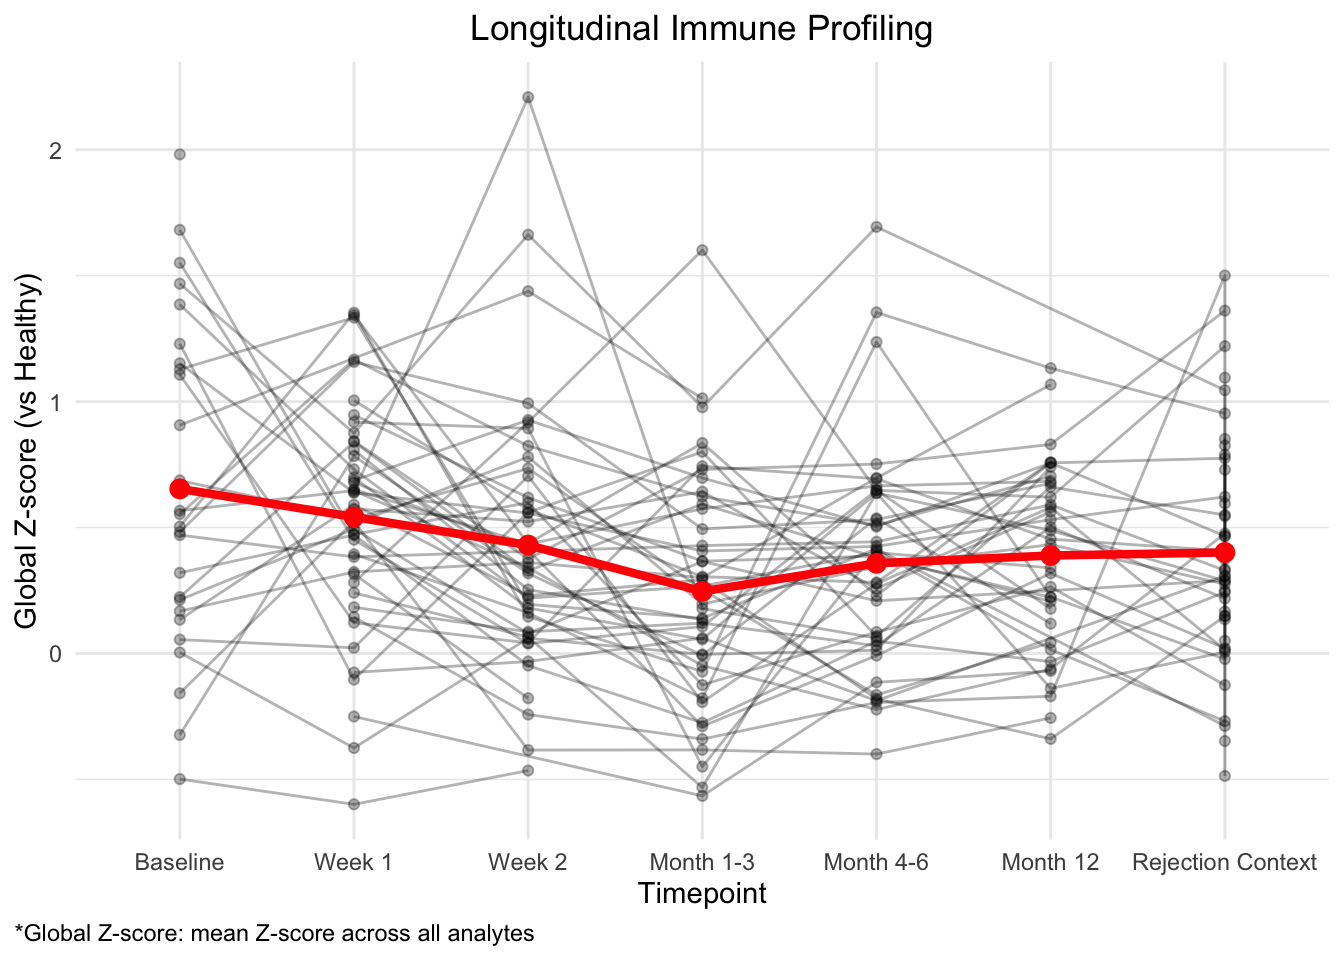 Longitudinal Immune Profiling
Global Z-score (vs Healthy)
2
1
0
Baseline
Week 1
Week 2
Month 1-3
Month 4-6
Month 12
Rejection Context
Timepoint
*Global Z-score: mean Z-score across all analytes